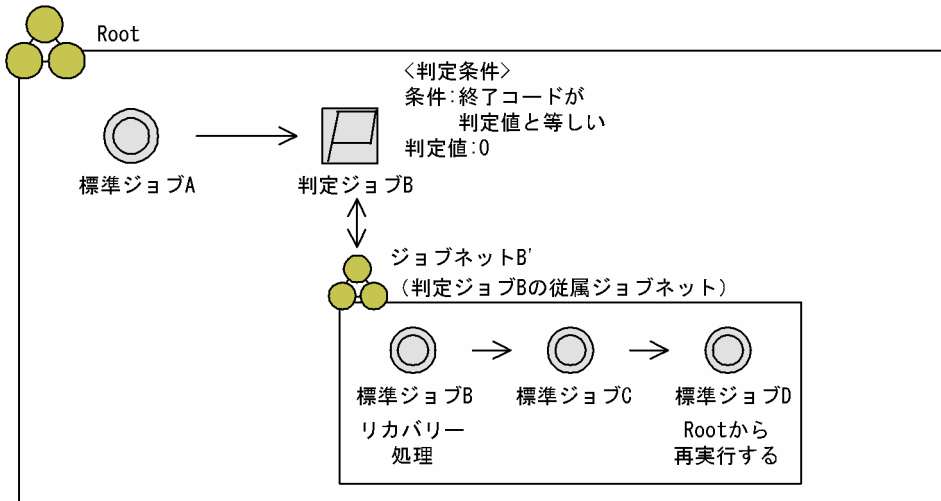 Root
<判定条件>
条件:終了コードが
判定値と等しい
判定値:0
標準ジョブA
判定ジョブB
ジョブネットB'
(判定ジョブBの従属ジョブネット)
標準ジョブB
標準ジョブC
標準ジョブD
リカバリー
処理
Rootから
再実行する